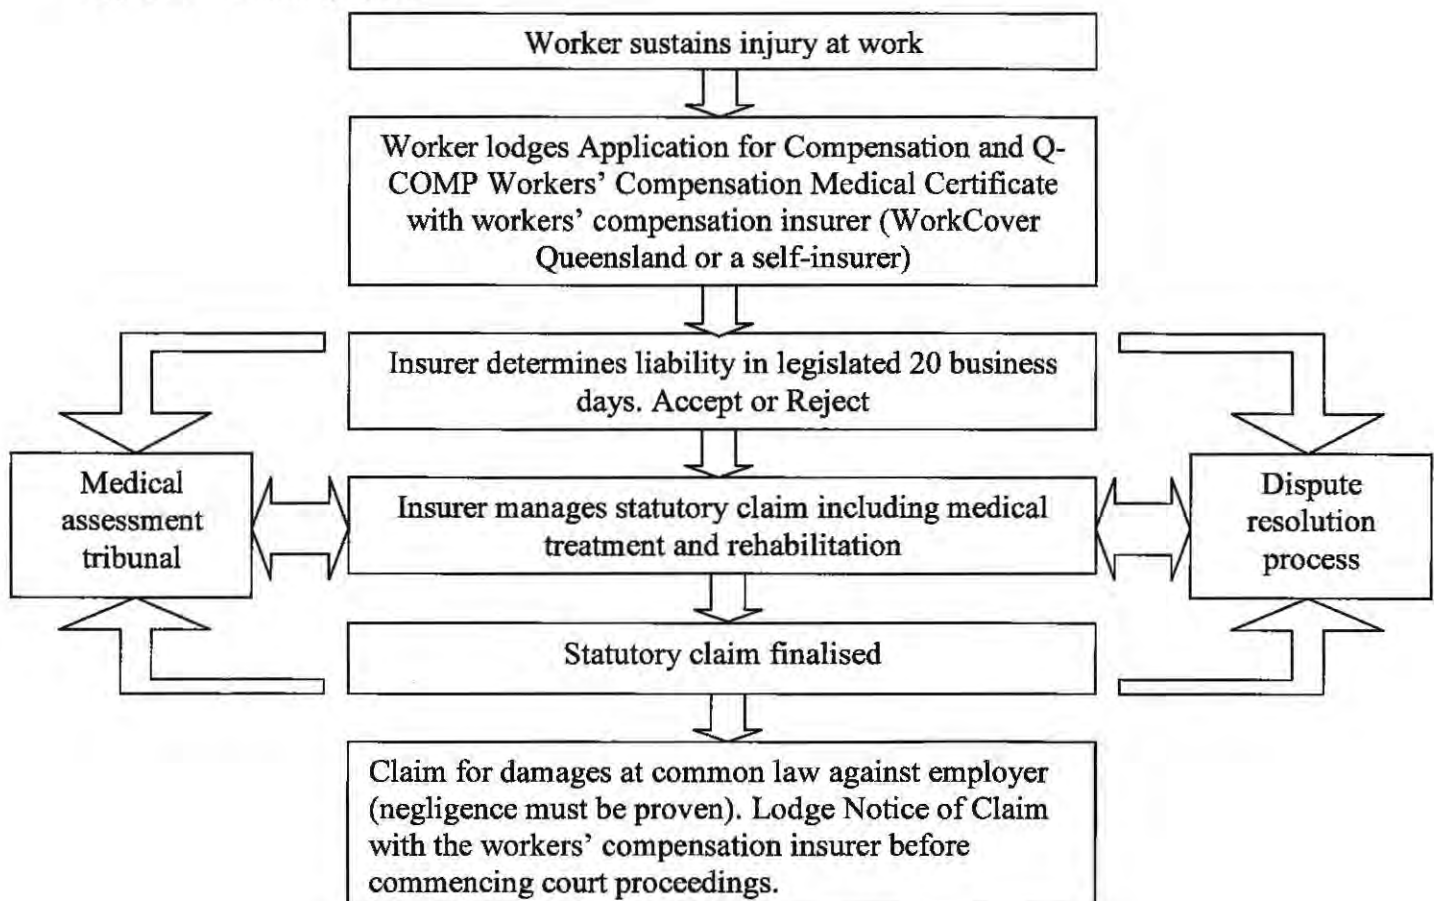 Worker sustains injury at work
Worker lodges Application for Compensation and Q-
COMP Workers’ Compensation Medical Certificate
with workers’ compensation insurer (WorkCover
Queensland or a self-insurer)
Insurer determines liability in legislated 20 business
days. Accept or Reject
Medical
assessment
tribunal
Insurer manages statutory claim including medical
treatment and rehabilitation
Dispute
resolution
process
Statutory claim finalised
Claim for damages at common law against employer
(negligence must be proven). Lodge Notice of Claim
with the workers’ compensation insurer before
commencing court proceedings.